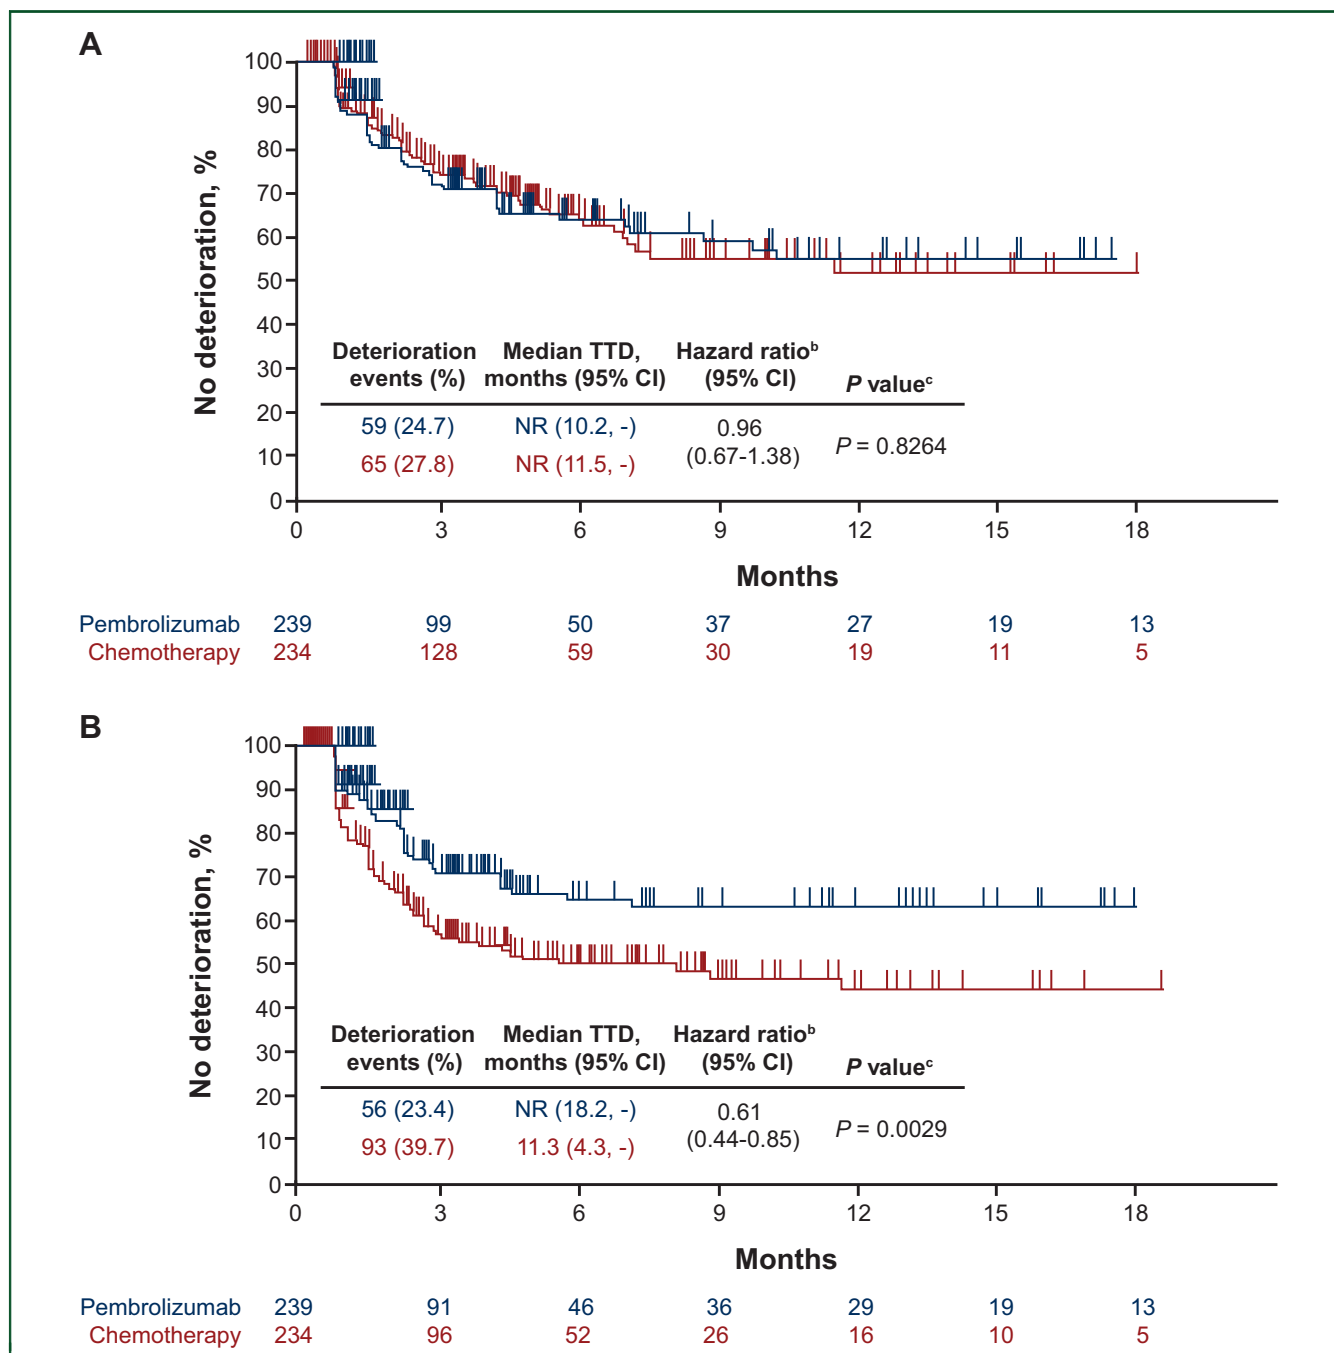 A
100
90
80
70
60
50
40
30
20
10
0
No deterioration, %
Deterioration events (%)
Median TTD, months (95% CI)
Hazard ratioᵇ (95% CI)
P valueᶜ
59 (24.7)
NR (10.2, -)
0.96 (0.67-1.38)
P = 0.8264
65 (27.8)
NR (11.5, -)
0 3 6 9 12 15 18
Months
Pembrolizumab 239 99 50 37 27 19 13
Chemotherapy 234 128 59 30 19 11 5
B
100
90
80
70
60
50
40
30
20
10
0
No deterioration, %
Deterioration events (%)
Median TTD, months (95% CI)
Hazard ratioᵇ (95% CI)
P valueᶜ
56 (23.4)
NR (18.2, -)
0.61 (0.44-0.85)
P = 0.0029
93 (39.7)
11.3 (4.3, -)
0 3 6 9 12 15 18
Months
Pembrolizumab 239 91 46 36 29 19 13
Chemotherapy 234 96 52 26 16 10 5